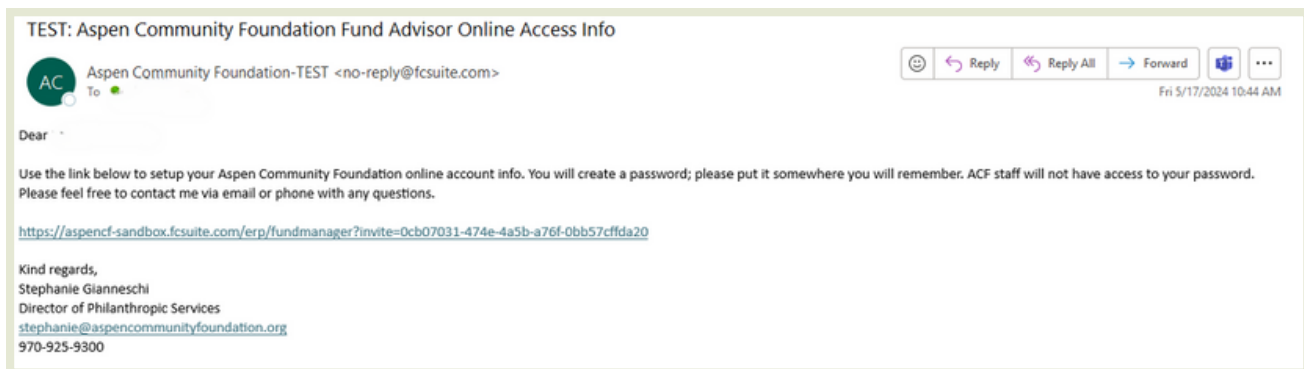 TEST: Aspen Community Foundation Fund Advisor Online Access Info
AC
Aspen Community Foundation-TEST <no-reply@fcsuite.com>
To
Reply
Reply All
Forward
Fri 5/17/2024 10:44 AM
Dear
Use the link below to setup your Aspen Community Foundation online account info. You will create a password; please put it somewhere you will remember. ACF staff will not have access to your password.
Please feel free to contact me via email or phone with any questions.
https://aspencf-sandbox.fcsuite.com/erp/fundmanager?invite=0cb07031-474e-4a5b-a76f-0bb57cffda20
Kind regards,
Stephanie Gianneschi
Director of Philanthropic Services
stephanie@aspencommunityfoundation.org
970-925-9300